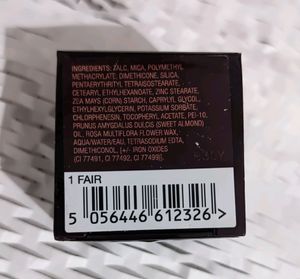 INGREDIENTS: TALC, MICA, POLYMETHYL
METHACRYLATE, DIMETHICONE, SILICA,
PENTAERYTHRITYL TETRAISOSTEARATE,
CETEARYL ETHYLHEXANOATE, ZINC STEARATE,
ZEA MAYS (CORN) STARCH, CAPRYLYL GLYCOL,
ETHYLHEXYLGLYCERIN, POTASSIUM SORBATE,
CHLORPHENESIN, TOCOPHERYL ACETATE, PEI-10,
PRUNUS AMYGDALUS DULCIS (SWEET ALMOND)
OIL, ROSA MULTIFLORA FLOWER WAX,
AQUA/WATER/EAU, TETRASODIUM EDTA,
DIMETHICONOL, [+/- IRON OXIDES
(CI 77491, CI 77492, CI 77499)].
1 FAIR
5 056446 612326 >